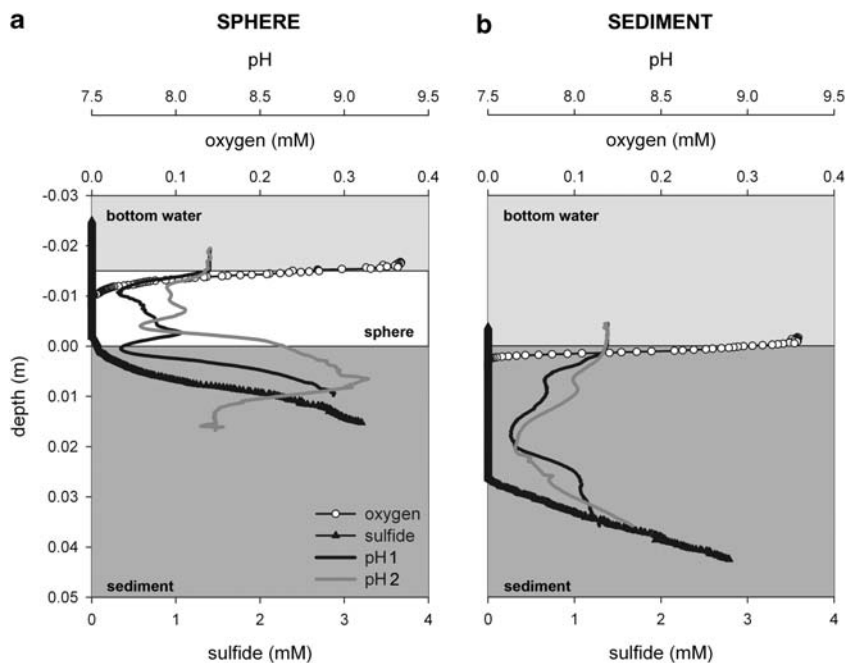 a SPHERE
b SEDIMENT
pH
pH
7.5 8.0 8.5 9.0 9.5
7.5 8.0 8.5 9.0 9.5
oxygen (mM)
oxygen (mM)
0.0 0.1 0.2 0.3 0.4
0.0 0.1 0.2 0.3 0.4
-0.03
bottom water
bottom water
-0.02
-0.01
sphere
0.00
depth (m)
0.01
0.02
0.03
oxygen
sulfide
0.04
pH 1
pH 2
sediment
sediment
0.05
0 1 2 3 4
0 1 2 3 4
sulfide (mM)
sulfide (mM)